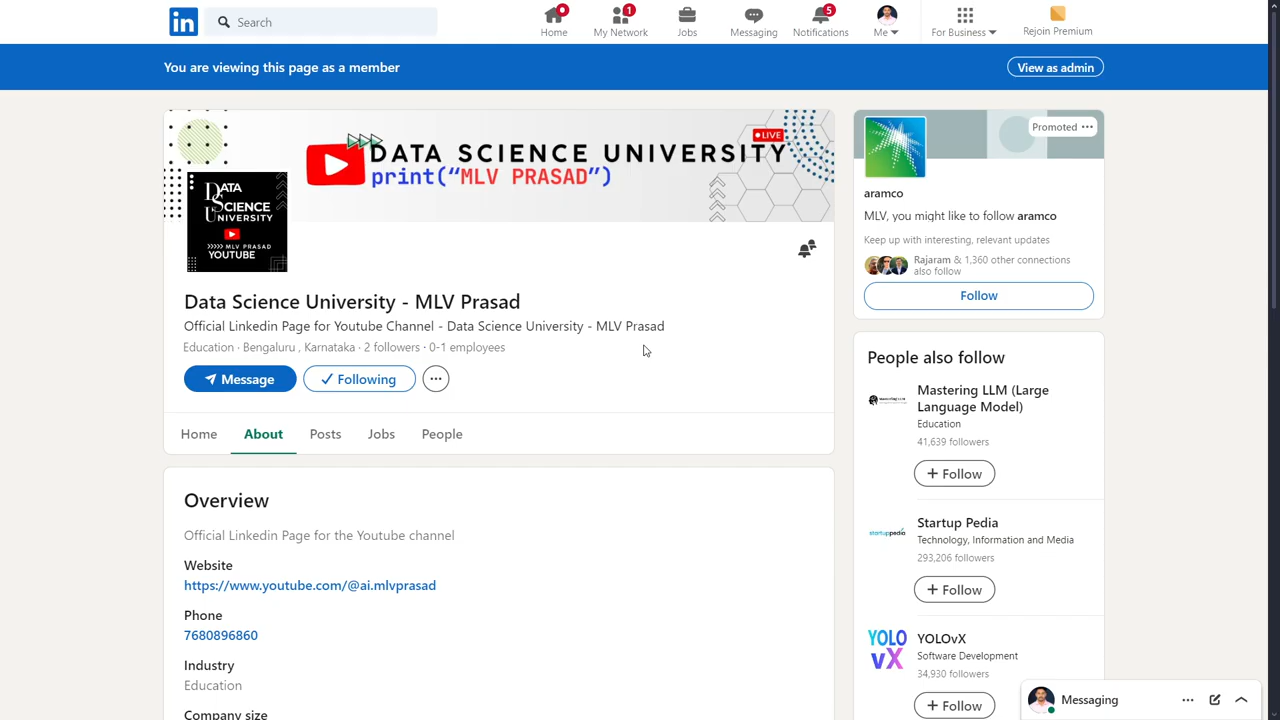 in
Search
Home
1
My Network
Jobs
Messaging
5
Notifications
Me
For Business
Rejoin Premium
You are viewing this page as a member
View as admin
LIVE
DATA SCIENCE UNIVERSITY
print(“MLV PRASAD”)
DATA
SCIENCE
UNIVERSITY
>>>>> MLV PRASAD
YOUTUBE
Data Science University - MLV Prasad
Official Linkedin Page for Youtube Channel - Data Science University - MLV Prasad
Education · Bengaluru , Karnataka · 2 followers · 0-1 employees
Message
Following
Home
About
Posts
Jobs
People
Overview
Official Linkedin Page for the Youtube channel
Website
https://www.youtube.com/@ai.mlvprasad
Phone
7680896860
Industry
Education
Company size
Promoted
aramco
MLV, you might like to follow aramco
Keep up with interesting, relevant updates
Rajaram & 1,360 other connections
also follow
Follow
People also follow
Mastering LLM (Large
Language Model)
Education
41,639 followers
+ Follow
startuppedia
Startup Pedia
Technology, Information and Media
293,206 followers
+ Follow
YOLO
vX
YOLOvX
Software Development
34,930 followers
+ Follow
Messaging